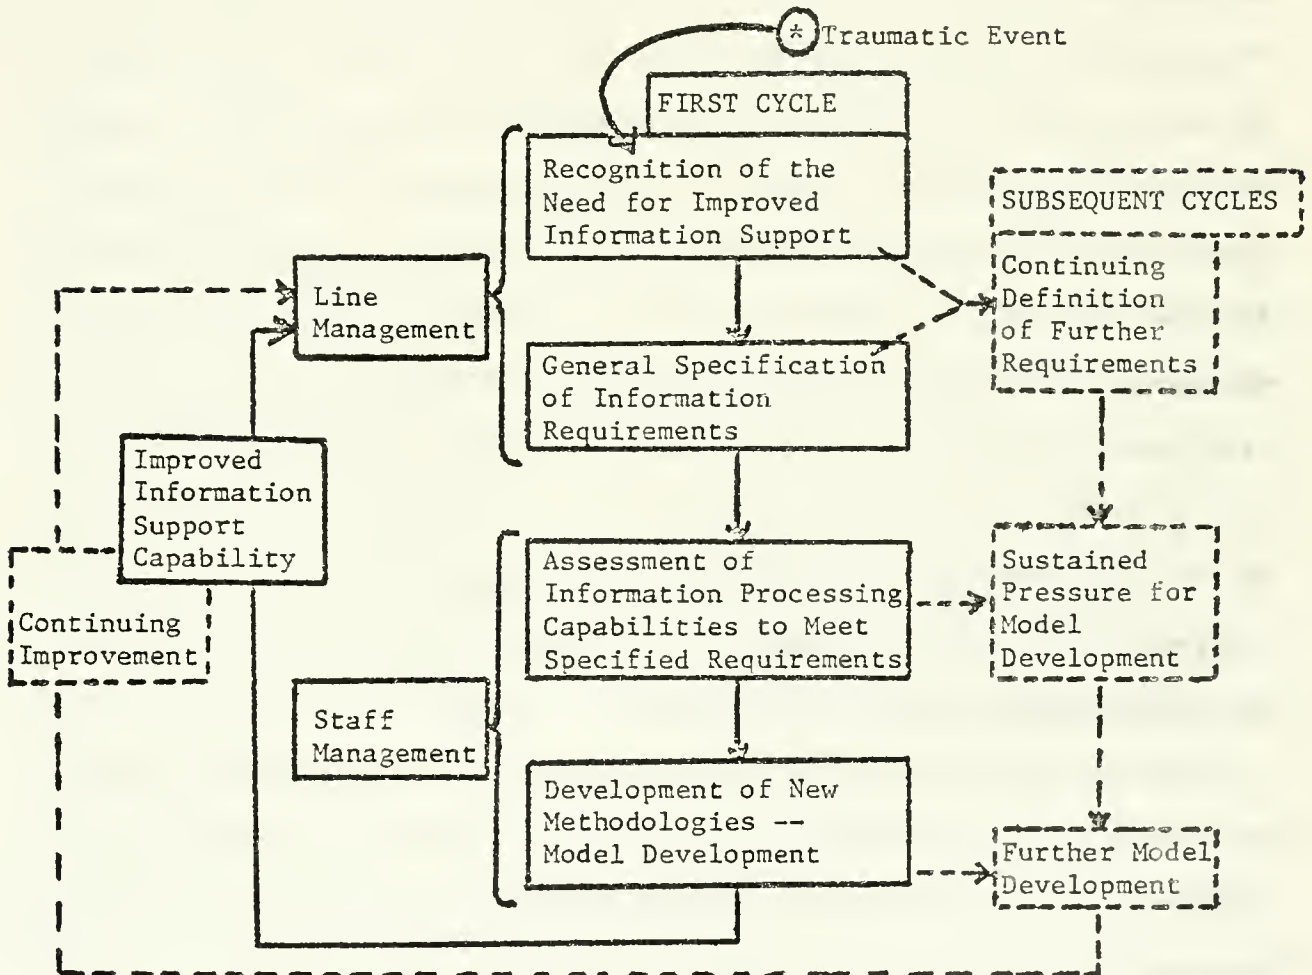 * Traumatic Event
FIRST CYCLE
Recognition of the
Need for Improved
Information Support
SUBSEQUENT CYCLES
Continuing
Definition
of Further
Requirements
Line
Management
General Specification
of Information
Requirements
Improved
Information
Support
Capability
Continuing
Improvement
Assessment of
Information Processing
Capabilities to Meet
Specified Requirements
Sustained
Pressure for
Model
Development
Staff
Management
Development of New
Methodologies --
Model Development
Further Model
Development